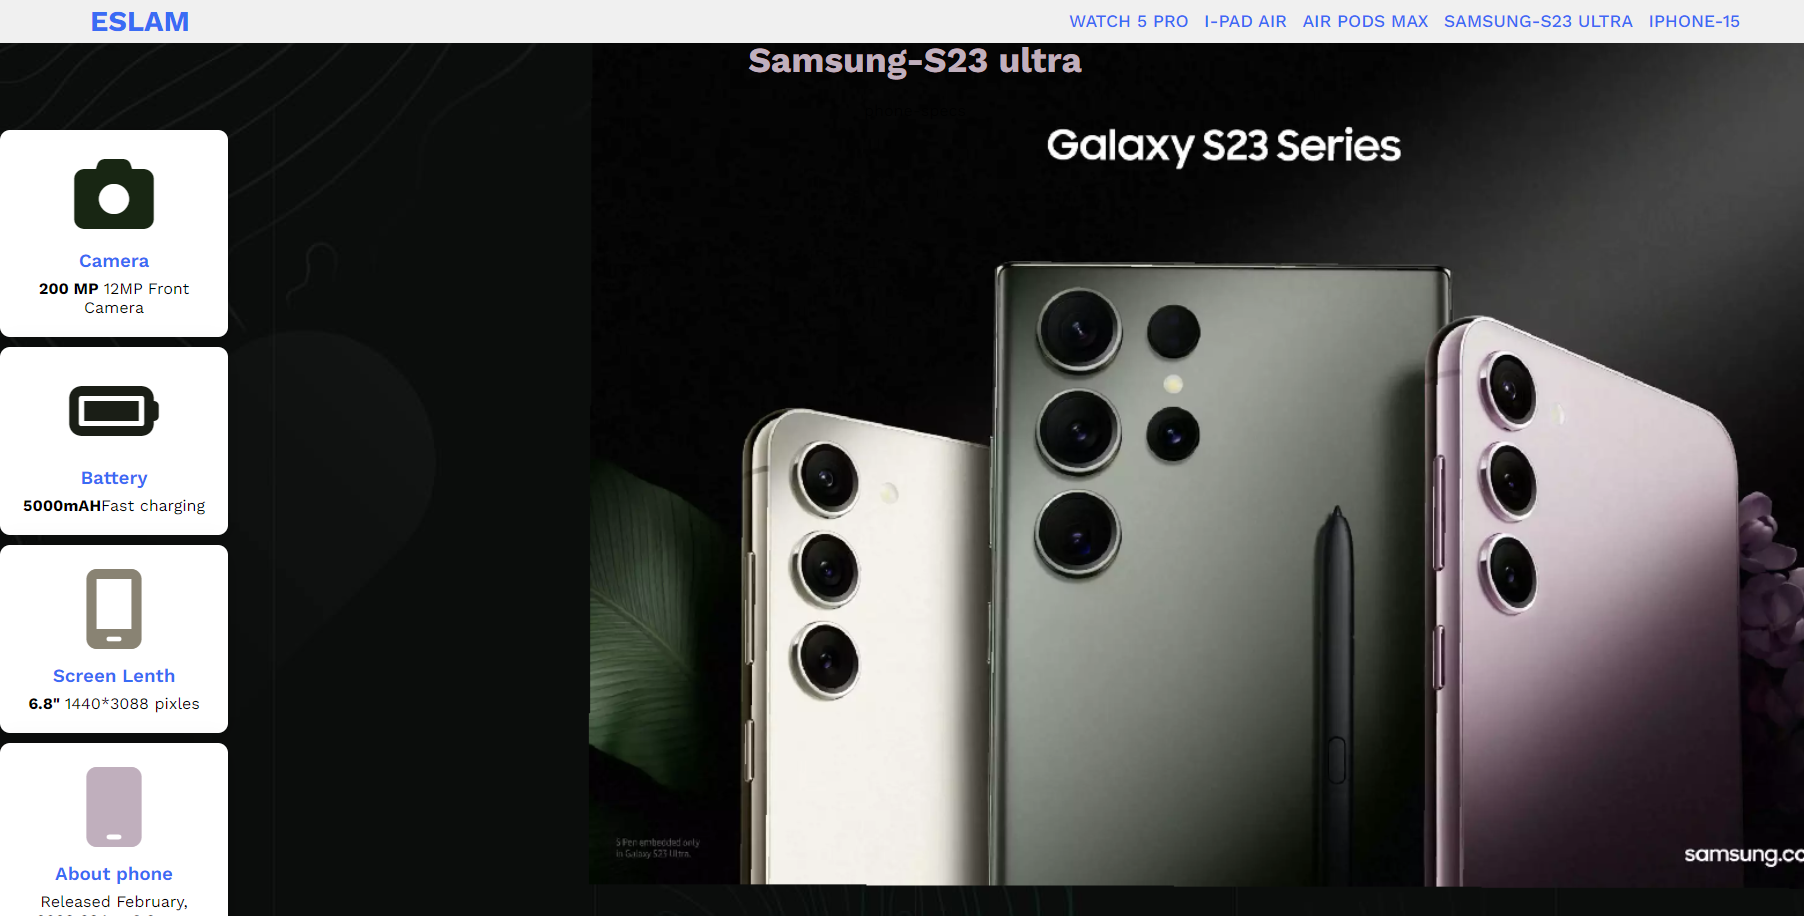 ESLAM
WATCH 5 PRO I-PAD AIR AIR PODS MAX SAMSUNG-S23 ULTRA IPHONE-15
Samsung-S23 ultra
Galaxy S23 Series
Camera
200 MP 12MP Front
Camera
Battery
5000mAHFast charging
Screen Lenth
6.8" 1440*3088 pixles
About phone
Released February,
S Pen embedded only
in Galaxy S23 Ultra.
samsung.co